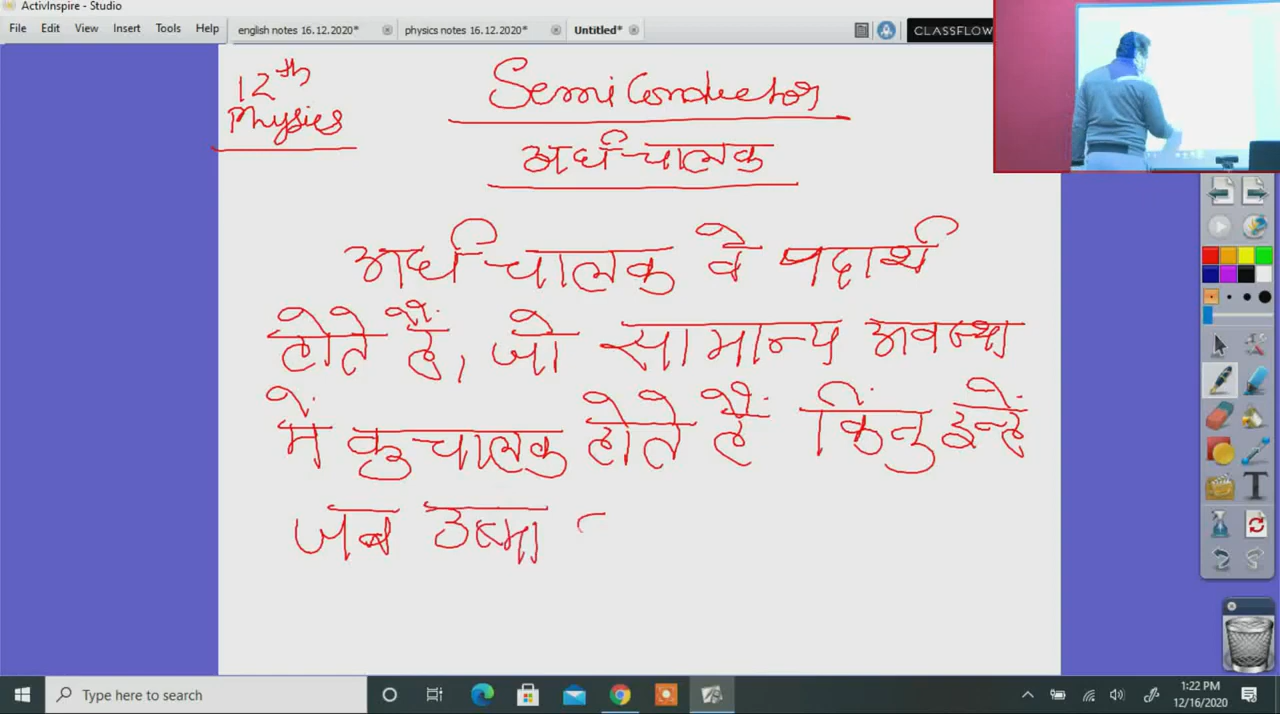 ActivInspire - Studio
File Edit View Insert Tools Help
english notes 16.12.2020* physics notes 16.12.2020* Untitled*
CLASSFLOW
12th
Physics
SemiConductor
अर्धचालक
अर्धचालक वे पदार्थ
होते हैं, जो सामान्य अवस्था
में कुचालक होते हैं किंतु इन्हें
जब उष्मा
Type here to search
1:22 PM
12/16/2020